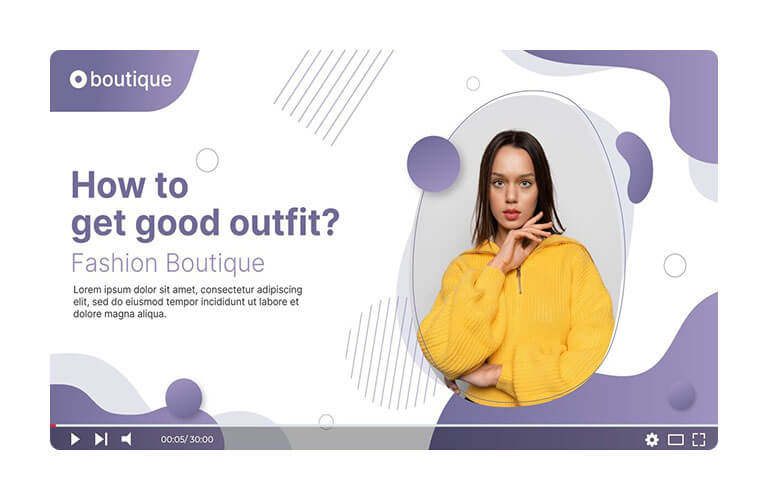 boutique
How to
get good outfit?
Fashion Boutique
Lorem ipsum dolor sit amet, consectetur adipiscing
elit, sed do eiusmod tempor incididunt ut labore et
dolore magna aliqua.
00:05/ 30:00